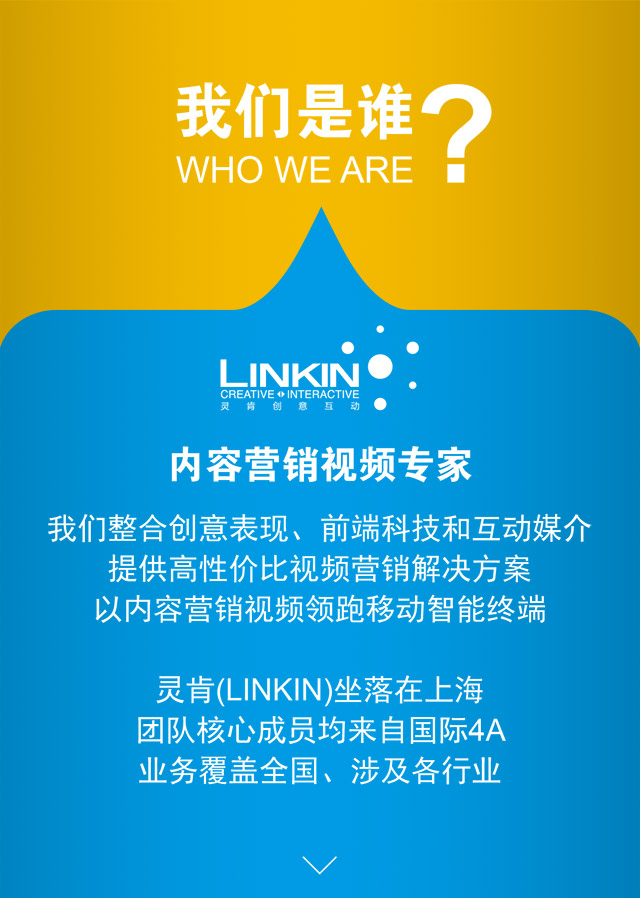 我们是谁?
WHO WE ARE
LINKIN
CREATIVE INTERACTIVE
灵肯创意互动
内容营销视频专家
我们整合创意表现、前端科技和互动媒介
提供高性价比视频营销解决方案
以内容营销视频领跑移动智能终端
灵肯(LINKIN)坐落在上海
团队核心成员均来自国际4A
业务覆盖全国、涉及各行业